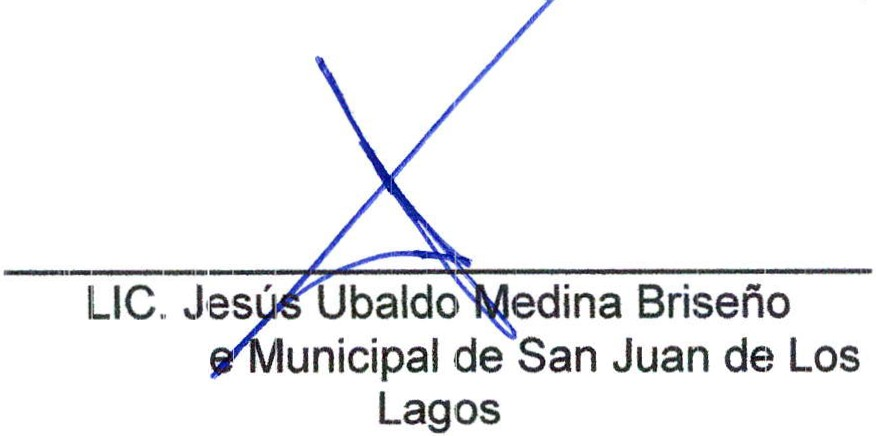 LIC. Jesús Ubaldo Medina Briseño
e Municipal de San Juan de Los
Lagos